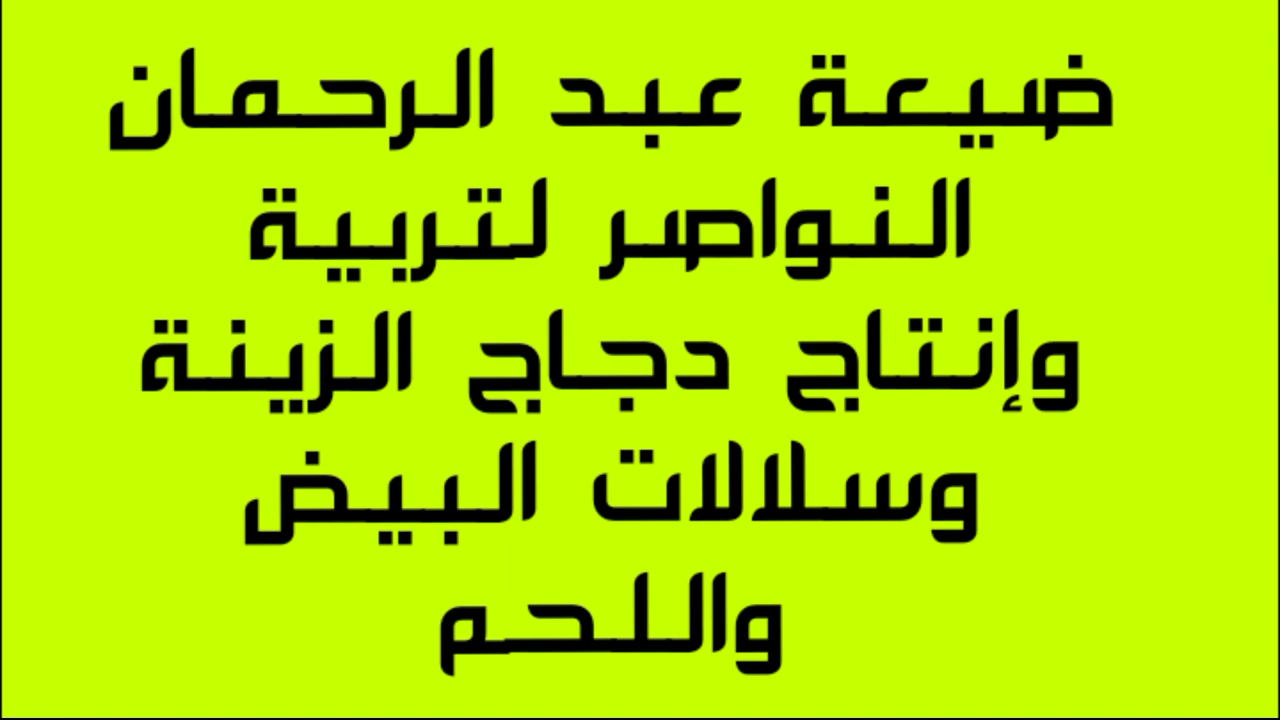 ضيعة عبد الرحمان
النواصر لتربية
وإنتاج دجاج الزينة
وسلالات البيض
واللحم